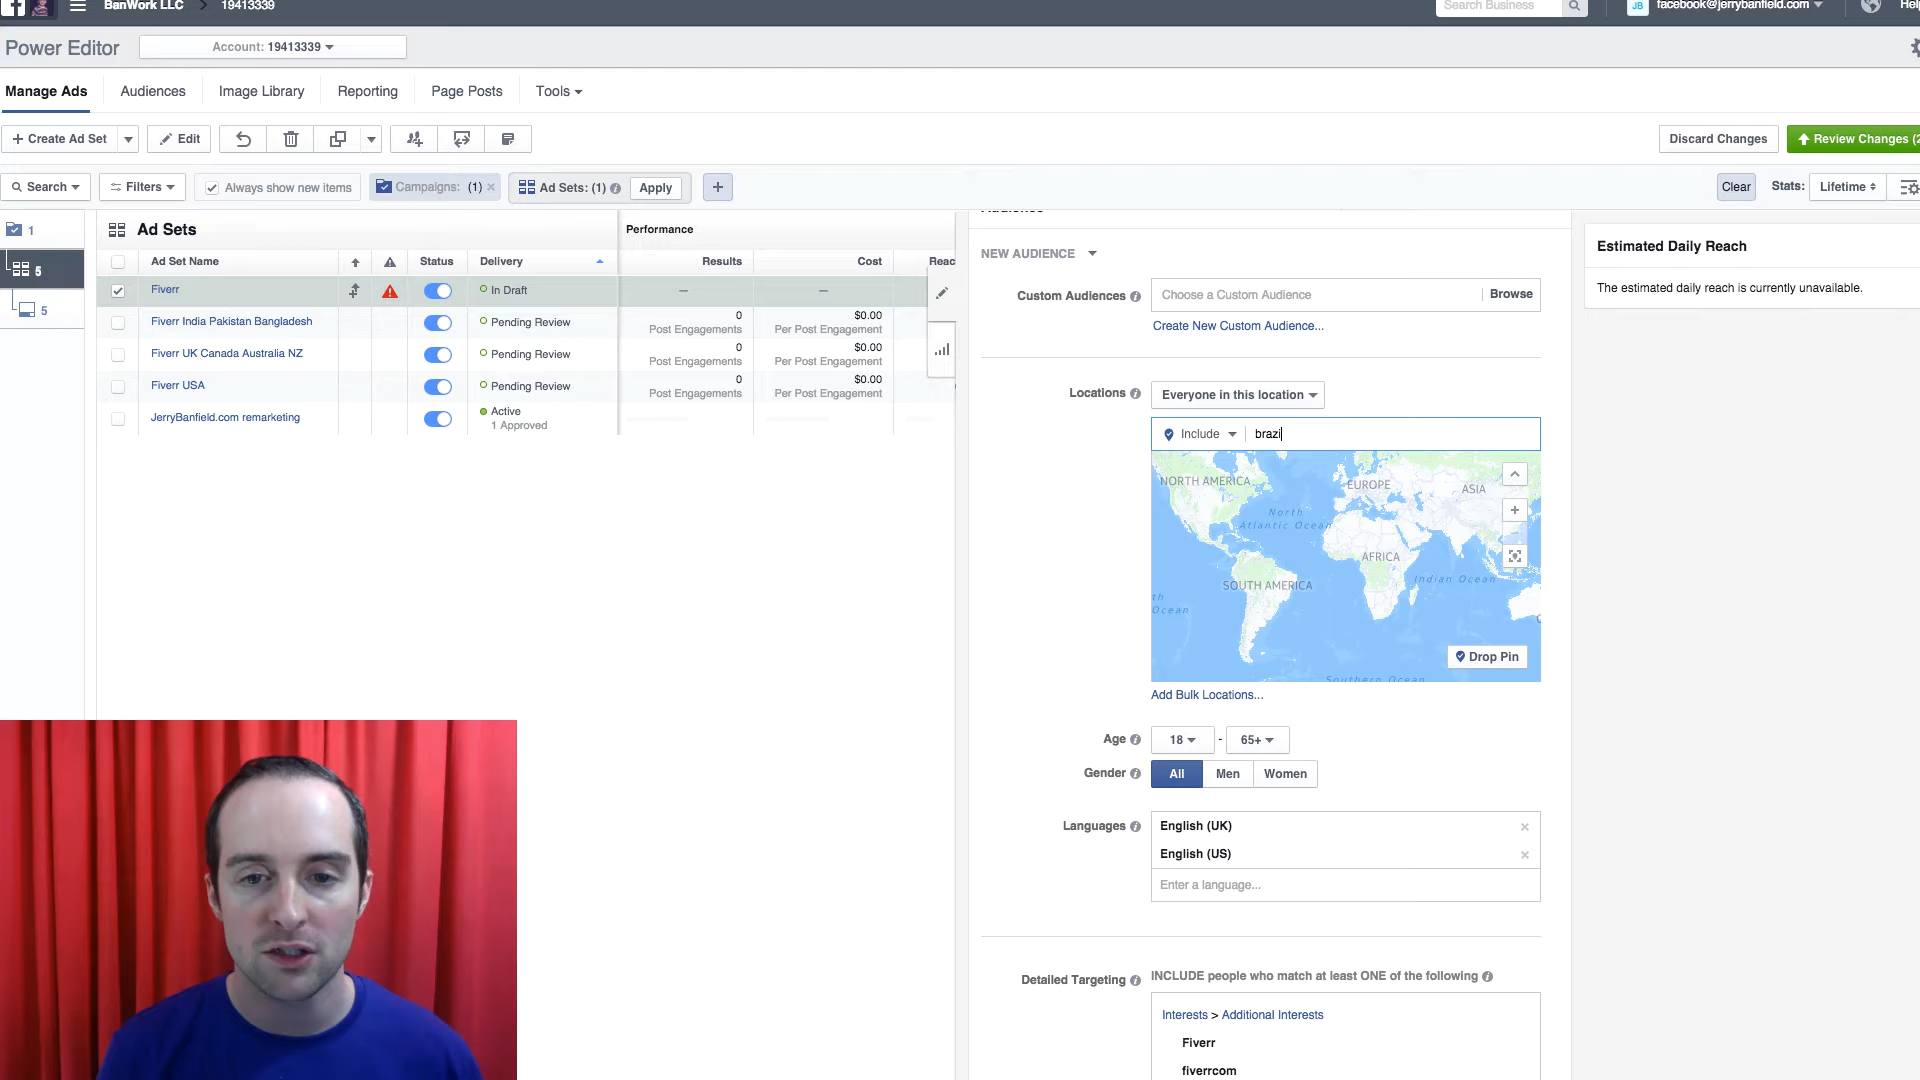 BanWork LLC
19413339
Search Business
JB
facebook@jerrybanfield.com
Help
Power Editor
Account: 19413339
Manage Ads
Audiences
Image Library
Reporting
Page Posts
Tools
+ Create Ad Set
Edit
Discard Changes
Review Changes (2
Search
Filters
Always show new items
Campaigns: (1) ×
Ad Sets: (1)
Apply
+
Clear
Stats:
Lifetime
1
5
5
Ad Sets
Performance
Ad Set Name
Status
Delivery
Results
Cost
Reac
Fiverr
In Draft
—
—
Fiverr India Pakistan Bangladesh
Pending Review
0
Post Engagements
$0.00
Per Post Engagement
Fiverr UK Canada Australia NZ
Pending Review
0
Post Engagements
$0.00
Per Post Engagement
Fiverr USA
Pending Review
0
Post Engagements
$0.00
Per Post Engagement
JerryBanfield.com remarketing
Active
1 Approved
NEW AUDIENCE
Custom Audiences
Choose a Custom Audience
Browse
Create New Custom Audience...
Locations
Everyone in this location
Include
brazi
NORTH AMERICA
EUROPE
ASIA
North
Atlantic Ocean
AFRICA
SOUTH AMERICA
Indian Ocean
th
Ocean
Southern Ocean
+
Drop Pin
Add Bulk Locations...
Age
18
-
65+
Gender
All
Men
Women
Languages
English (UK)
×
English (US)
×
Enter a language...
Detailed Targeting
INCLUDE people who match at least ONE of the following
Interests > Additional Interests
Fiverr
fiverrcom
Estimated Daily Reach
The estimated daily reach is currently unavailable.